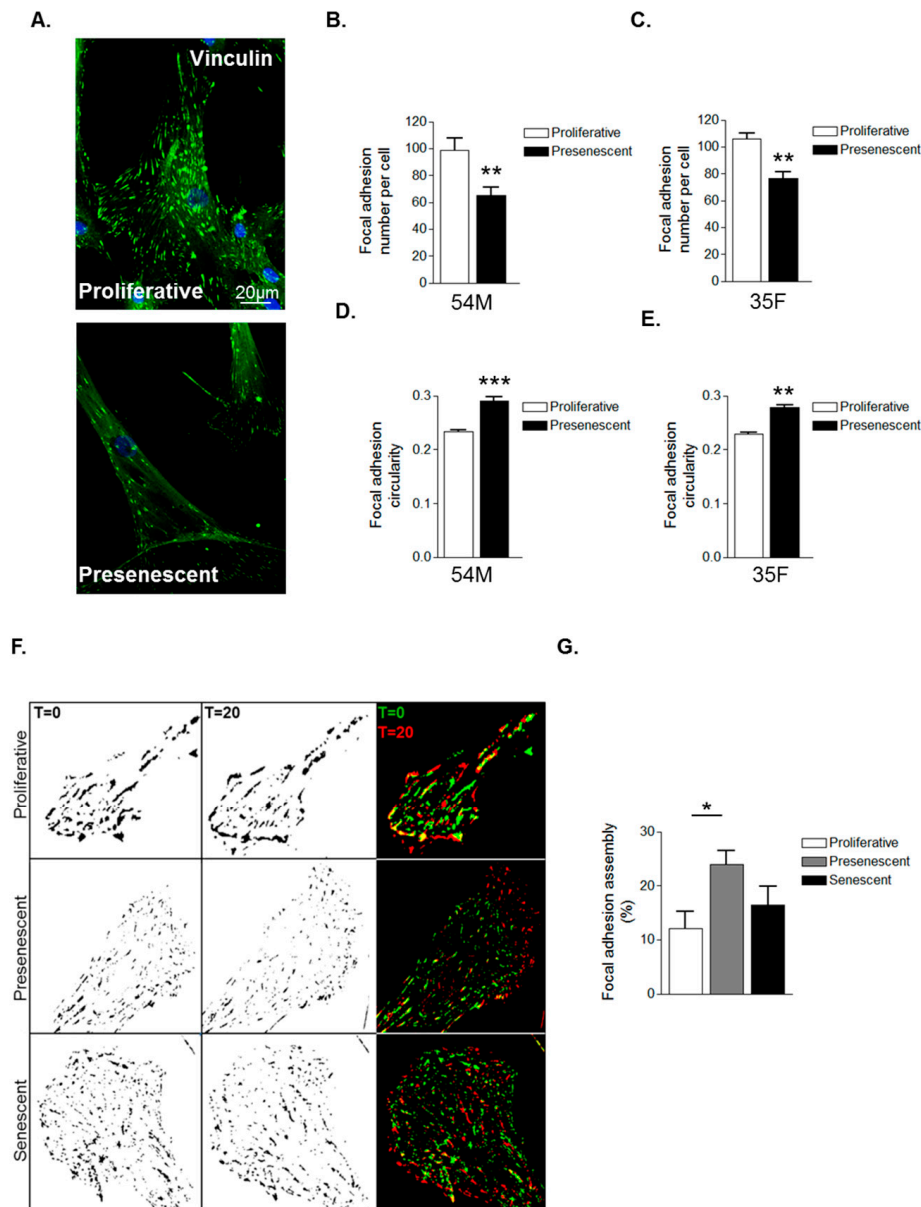 A.
Vinculin
Proliferative
20µm
Presenescent
B.
Focal adhesion
number per cell
120
100
80
60
40
20
0
**
Proliferative
Presenescent
54M
C.
Focal adhesion
number per cell
120
100
80
60
40
20
0
**
Proliferative
Presenescent
35F
D.
Focal adhesion
circularity
0.3
0.2
0.1
0.0
***
Proliferative
Presenescent
54M
E.
Focal adhesion
circularity
0.3
0.2
0.1
0.0
**
Proliferative
Presenescent
35F
F.
T=0
T=20
T=0
T=20
Proliferative
Presenescent
Senescent
G.
Focal adhesion assembly
(%)
30
20
10
0
*
Proliferative
Presenescent
Senescent